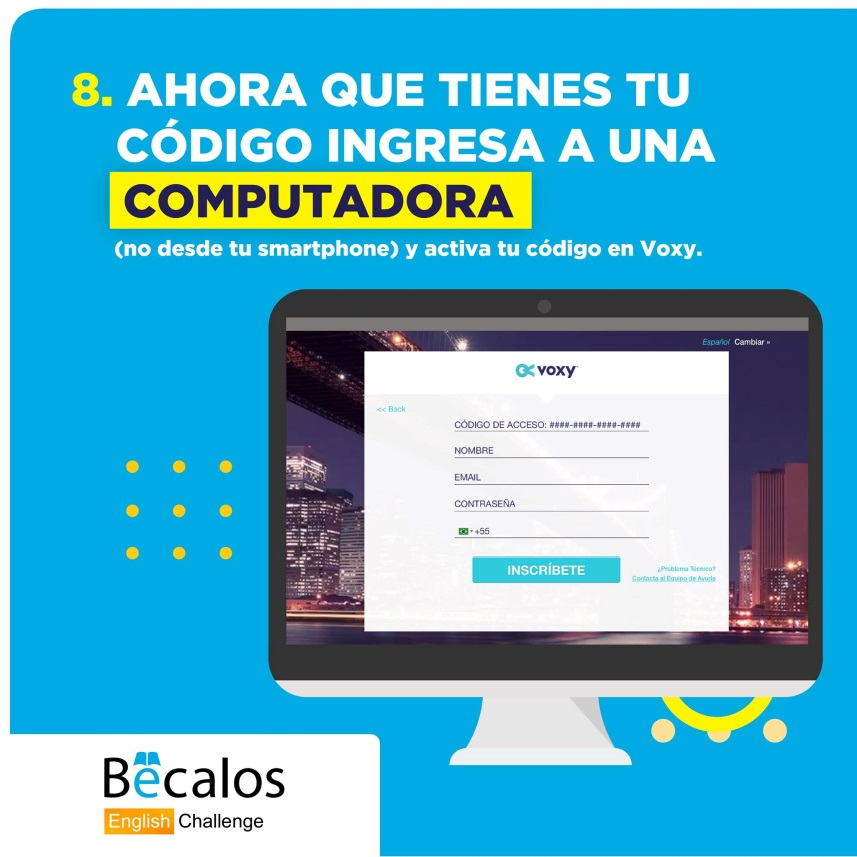 8. AHORA QUE TIENES TU
CÓDIGO INGRESA A UNA
COMPUTADORA
(no desde tu smartphone) y activa tu código en Voxy.
Español Cambiar »
voxy
<< Back
CÓDIGO DE ACCESO: ####-####-####-####
NOMBRE
EMAIL
CONTRASEÑA
+55
INSCRÍBETE
¿Problema Técnico?
Contacta al Equipo de Ayuda
Bécalos
English Challenge